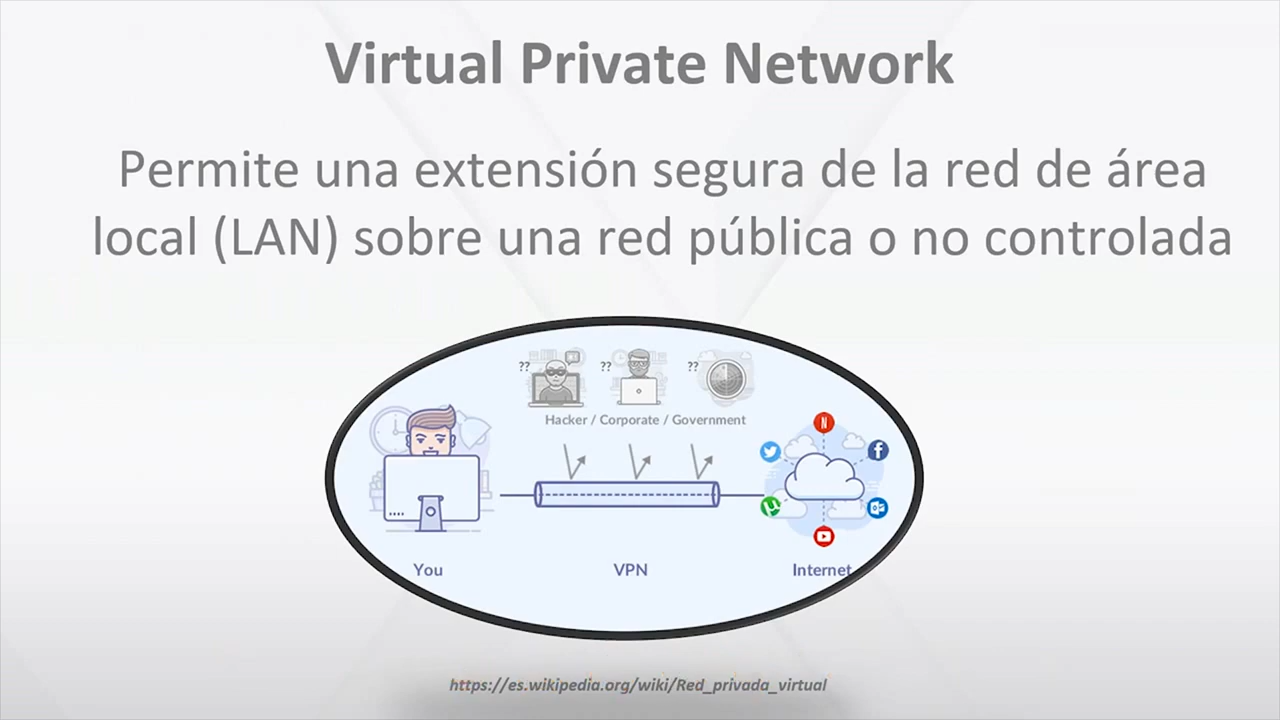 Virtual Private Network
Permite una extensión segura de la red de área
local (LAN) sobre una red pública o no controlada
?? ?? ??
Hacker / Corporate / Government
N
f
You VPN Internet
https://es.wikipedia.org/wiki/Red_privada_virtual